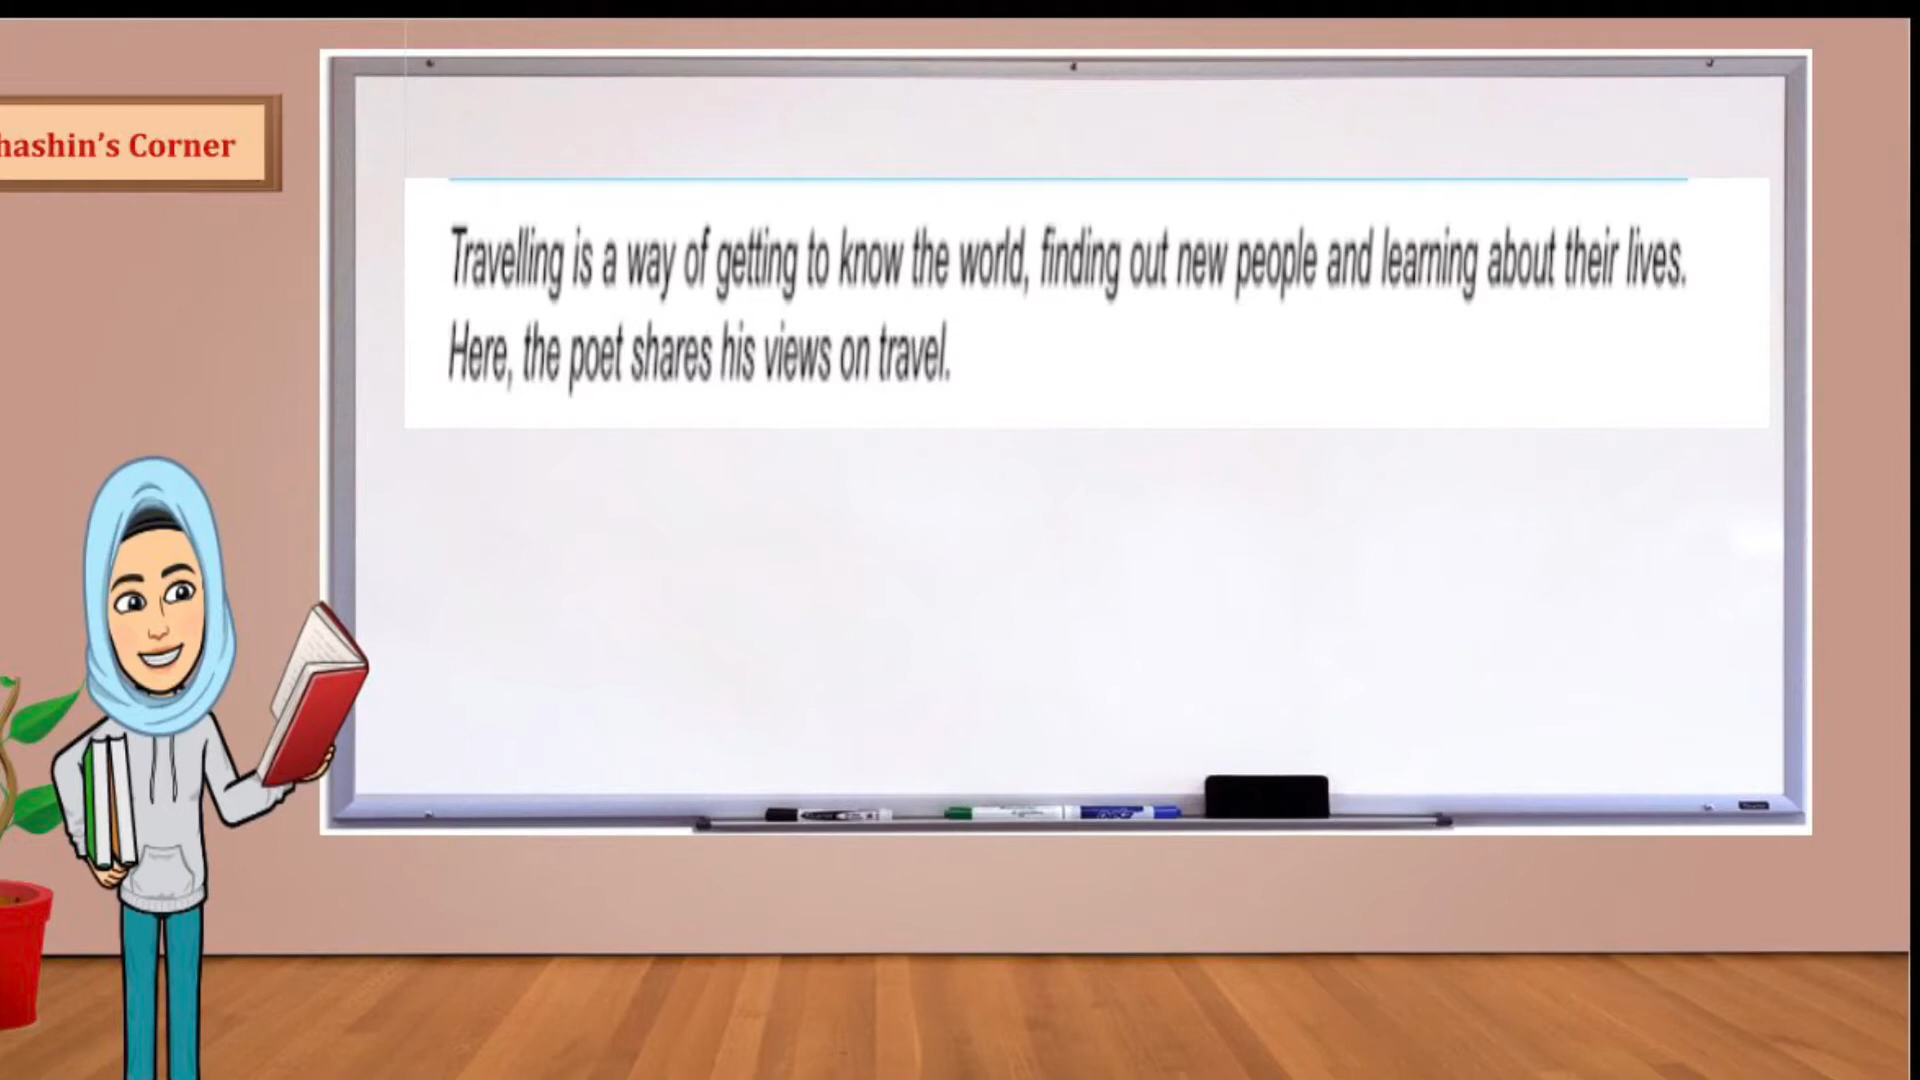 Corner
Travelling is a way of getting to know the world, finding out new people and learning about their lives.
Here, the poet shares his views on travel.